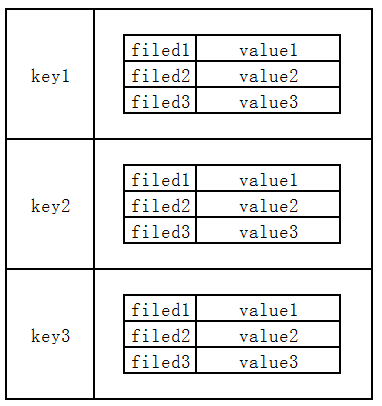 key1
filed1 value1
filed2 value2
filed3 value3
key2
filed1 value1
filed2 value2
filed3 value3
key3
filed1 value1
filed2 value2
filed3 value3